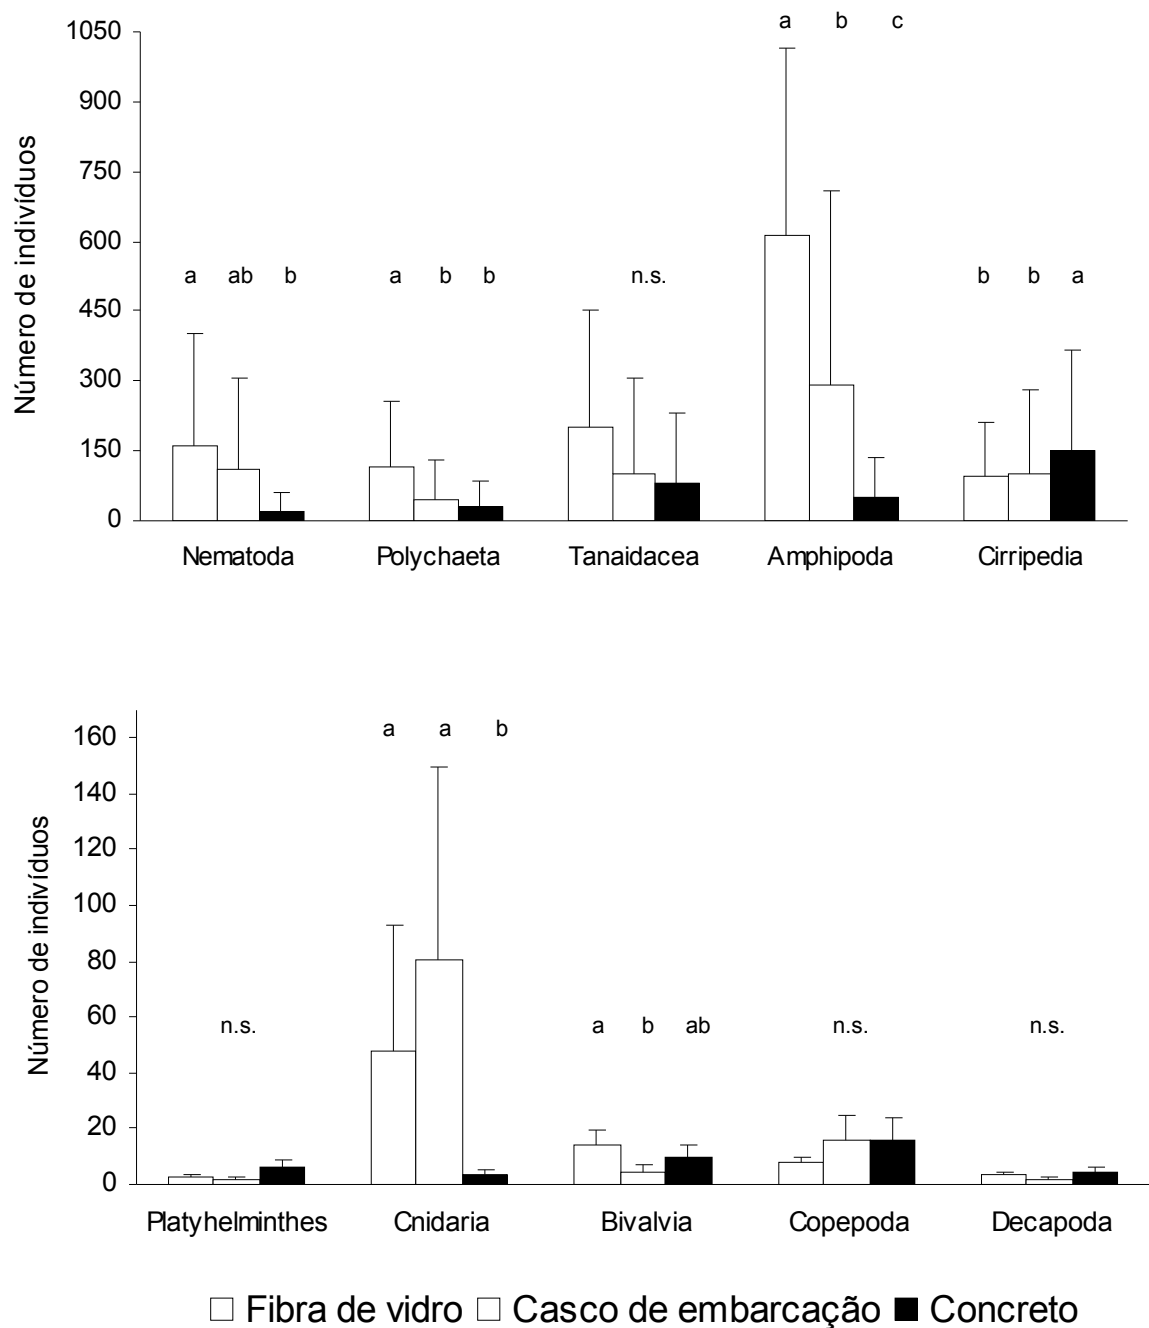 a b c
1050
900
750
600
450
300
150
0
Número de indivíduos
a ab b a b b n.s. b b a
Nematoda Polychaeta Tanaidacea Amphipoda Cirripedia
160
140
120
100
80
60
40
20
0
Número de indivíduos
a a b
n.s. a b ab n.s. n.s.
Platyhelminthes Cnidaria Bivalvia Copepoda Decapoda
Fibra de vidro Casco de embarcação Concreto